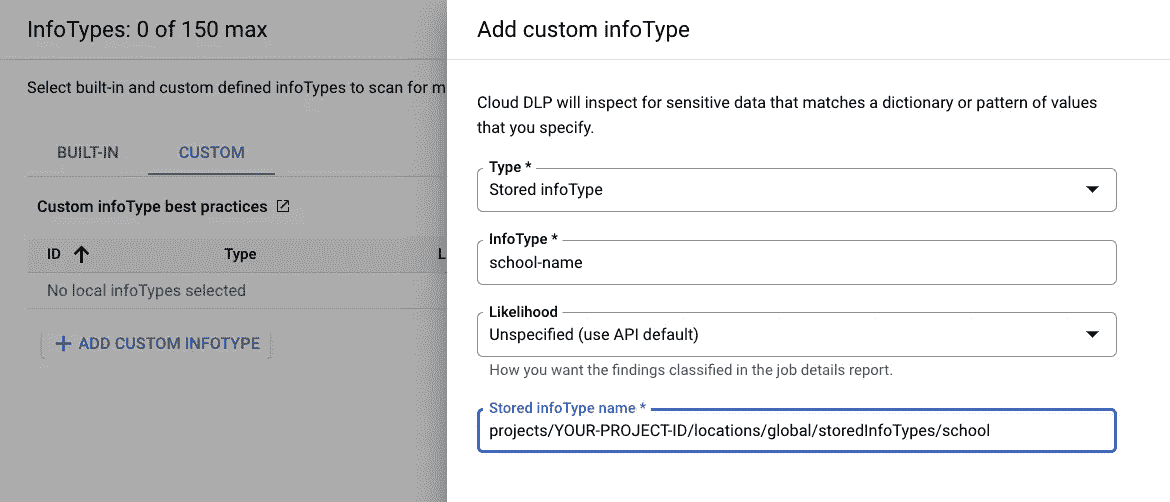 InfoTypes: 0 of 150 max
Select built-in and custom defined infoTypes to scan for m
BUILT-IN
CUSTOM
Custom infoType best practices
ID
Type
L
No local infoTypes selected
ADD CUSTOM INFOTYPE
Add custom infoType
Cloud DLP will inspect for sensitive data that matches a dictionary or pattern of values
that you specify.
Type *
Stored infoType
InfoType *
school-name
Likelihood
Unspecified (use API default)
How you want the findings classified in the job details report.
Stored infoType name *
projects/YOUR-PROJECT-ID/locations/global/storedInfoTypes/school